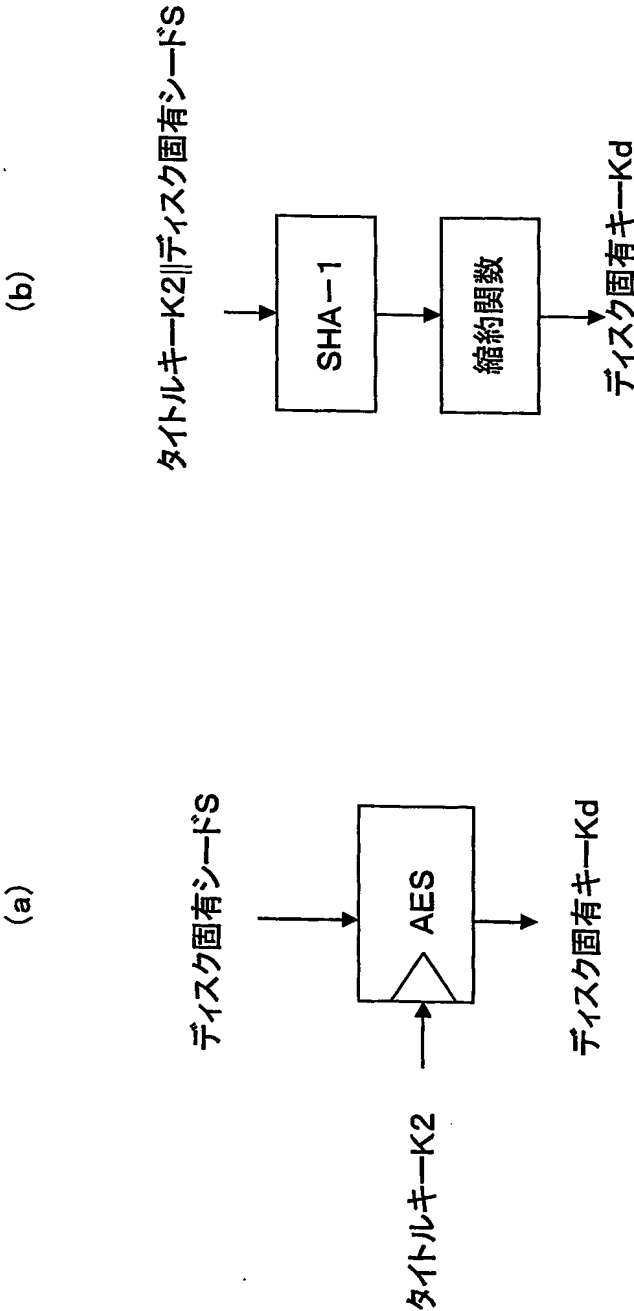 (a)
ディスク固有シードS
タイトルキーK2
AES
ディスク固有キーKd
(b)
タイトルキーK2||ディスク固有シードS
SHA-1
縮約関数
ディスク固有キーKd